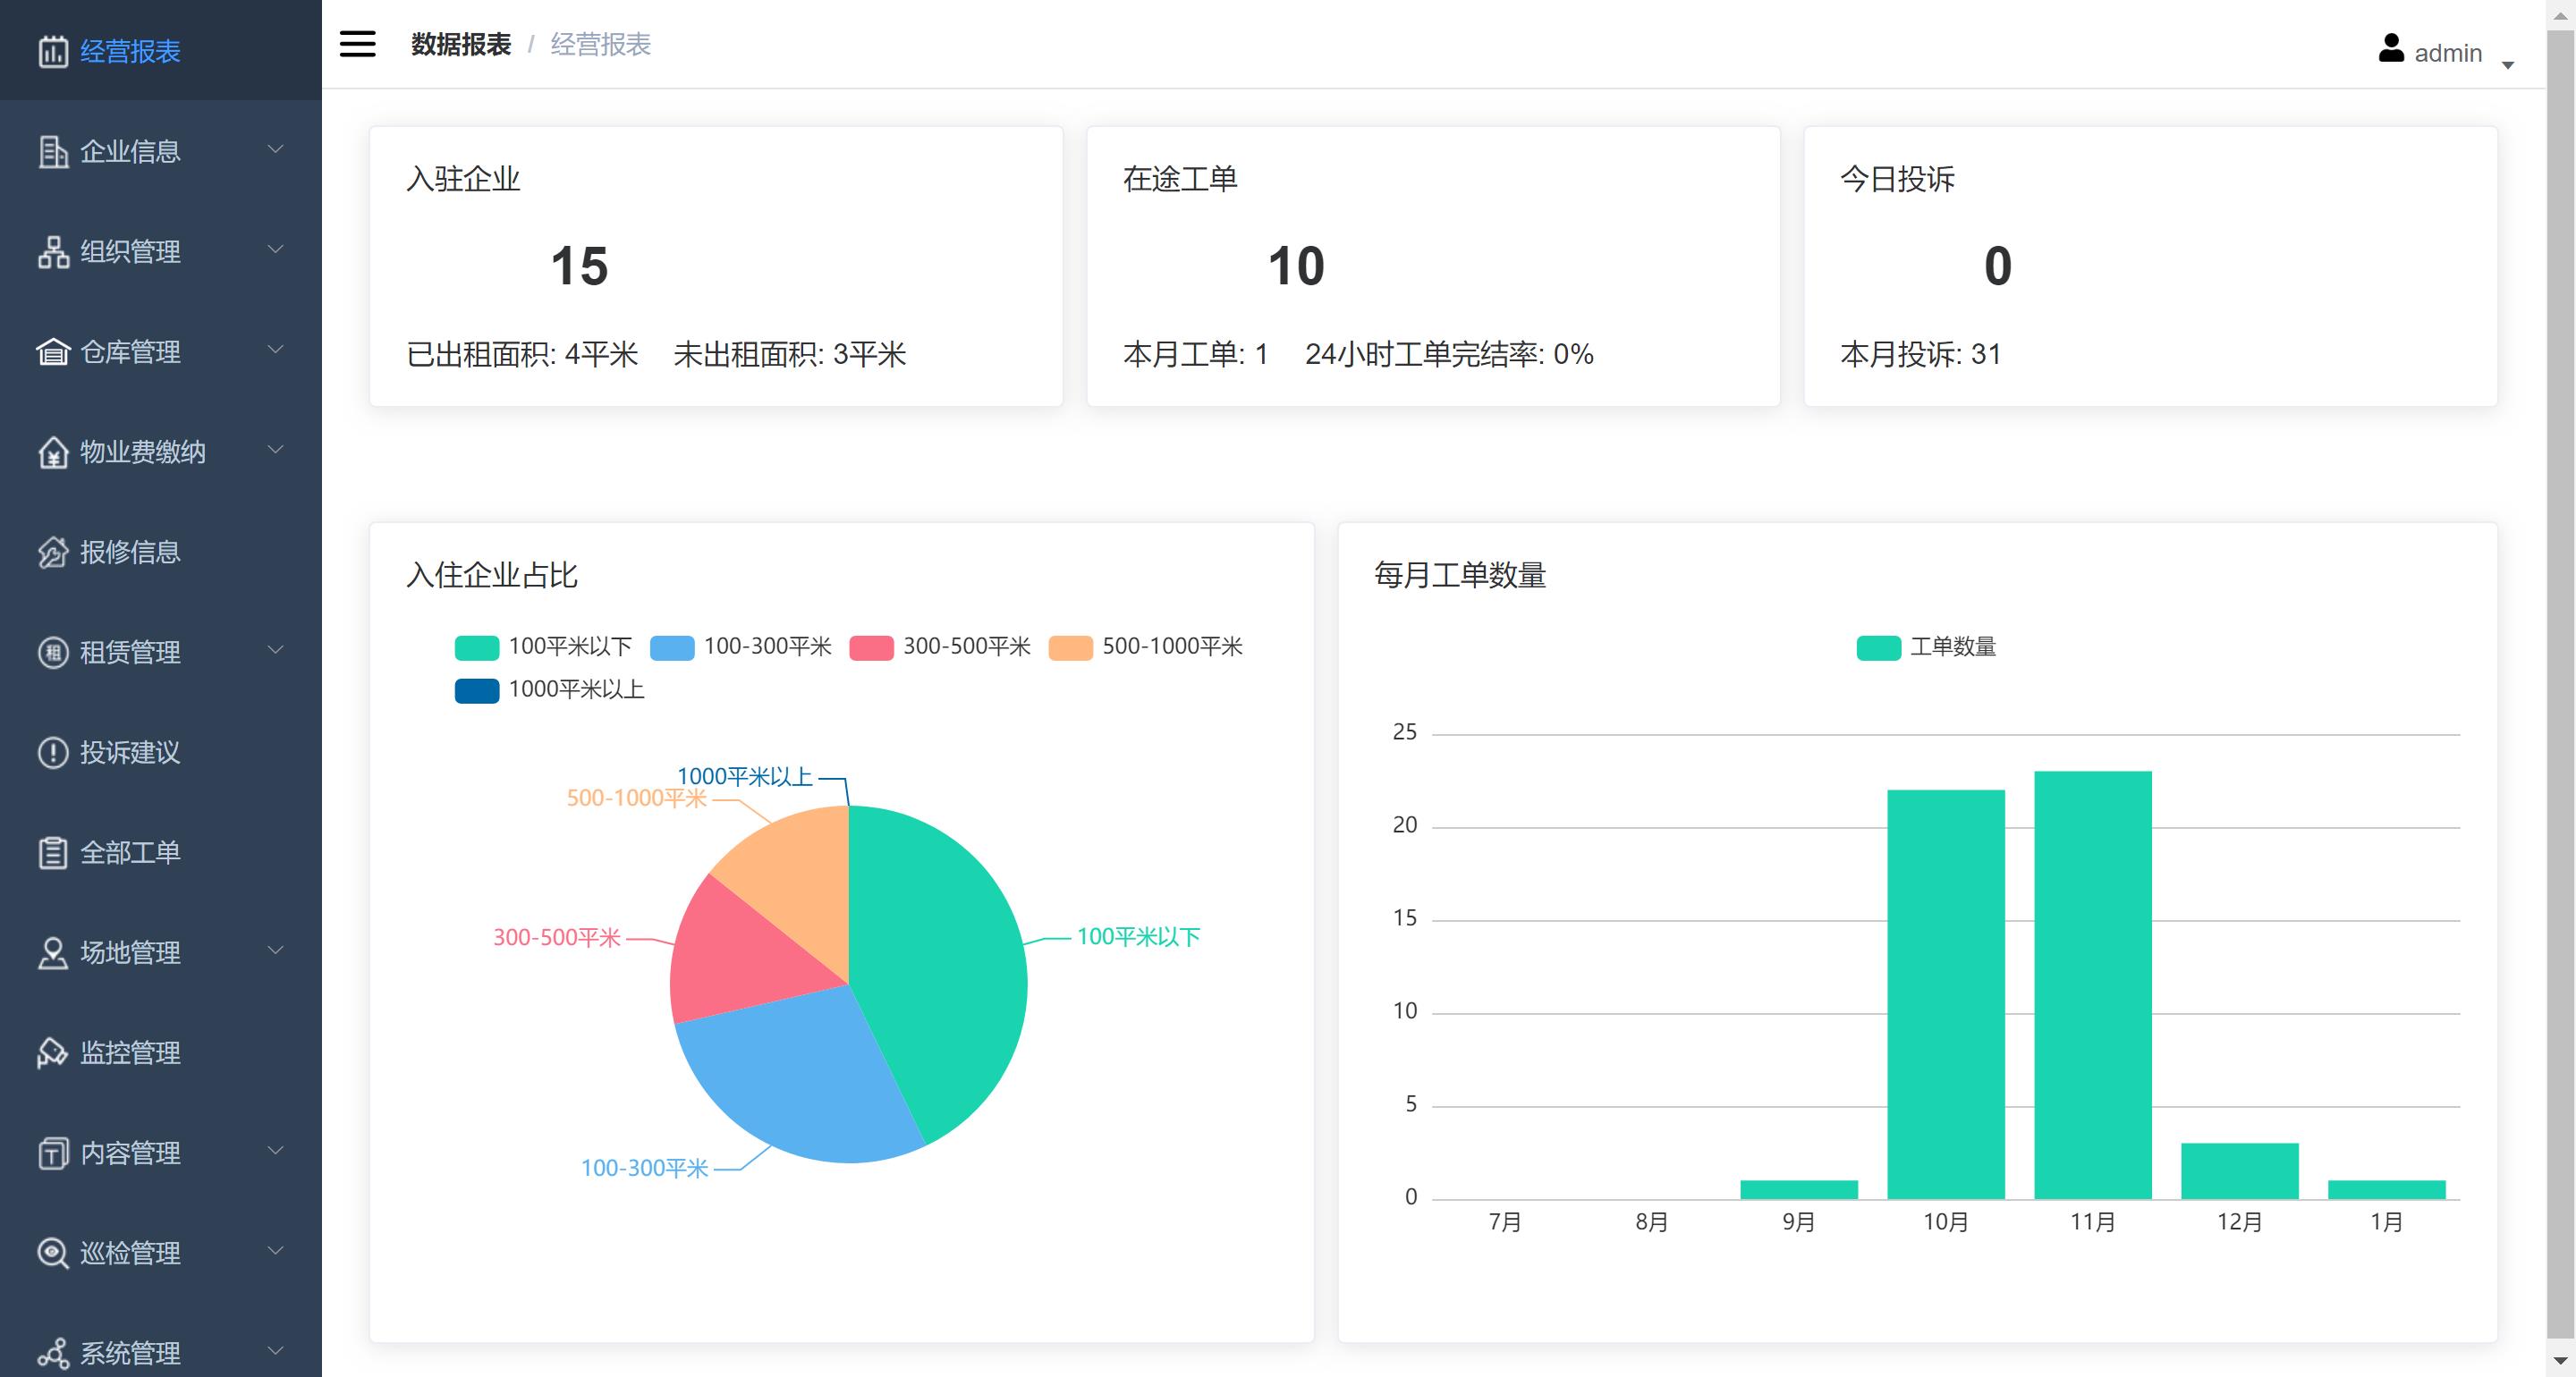 经营报表
企业信息
组织管理
仓库管理
物业费缴纳
报修信息
租 租赁管理
投诉建议
全部工单
场地管理
监控管理
内容管理
巡检管理
系统管理
数据报表 / 经营报表
admin
入驻企业
15
已出租面积: 4平米 未出租面积: 3平米
在途工单
10
本月工单: 1 24小时工单完结率: 0%
今日投诉
0
本月投诉: 31
入住企业占比
100平米以下 100-300平米 300-500平米 500-1000平米
1000平米以上
1000平米以上
500-1000平米
300-500平米
100平米以下
100-300平米
每月工单数量
工单数量
25
20
15
10
5
0
7月 8月 9月 10月 11月 12月 1月